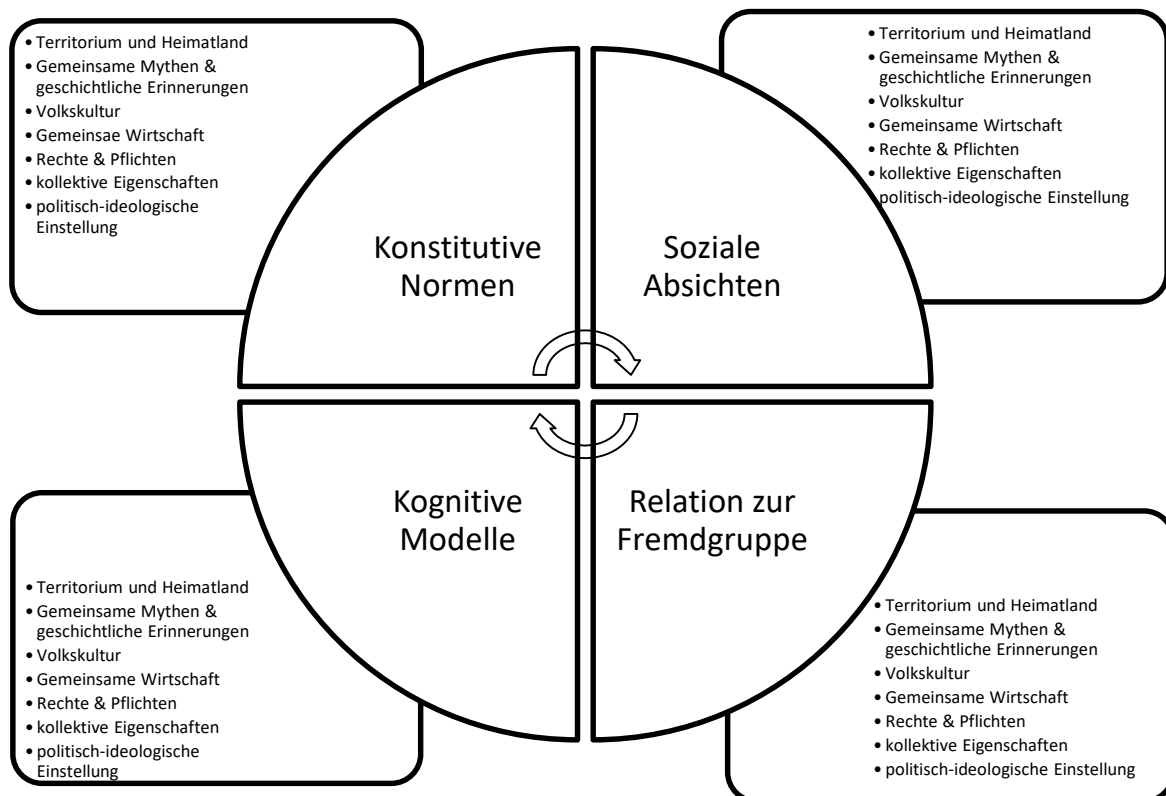 • Territorium und Heimatland
• Gemeinsame Mythen &
geschichtliche Erinnerungen
• Volkskultur
• Gemeinsae Wirtschaft
• Rechte & Pflichten
• kollektive Eigenschaften
• politisch-ideologische
Einstellung
• Territorium und Heimatland
• Gemeinsame Mythen &
geschichtliche Erinnerungen
• Volkskultur
• Gemeinsame Wirtschaft
• Rechte & Pflichten
• kollektive Eigenschaften
politisch-ideologische Einstellung
Konstitutive
Normen
Soziale
Absichten
Kognitive
Modelle
Relation zur
Fremdgruppe
• Territorium und Heimatland
• Gemeinsame Mythen &
geschichtliche Erinnerungen
• Volkskultur
• Gemeinsame Wirtschaft
• Rechte & Pflichten
• kollektive Eigenschaften
• politisch-ideologische
Einstellung
• Territorium und Heimatland
• Gemeinsame Mythen &
geschichtliche Erinnerungen
• Volkskultur
• Gemeinsame Wirtschaft
• Rechte & Pflichten
• kollektive Eigenschaften
• politisch-ideologische Einstellung